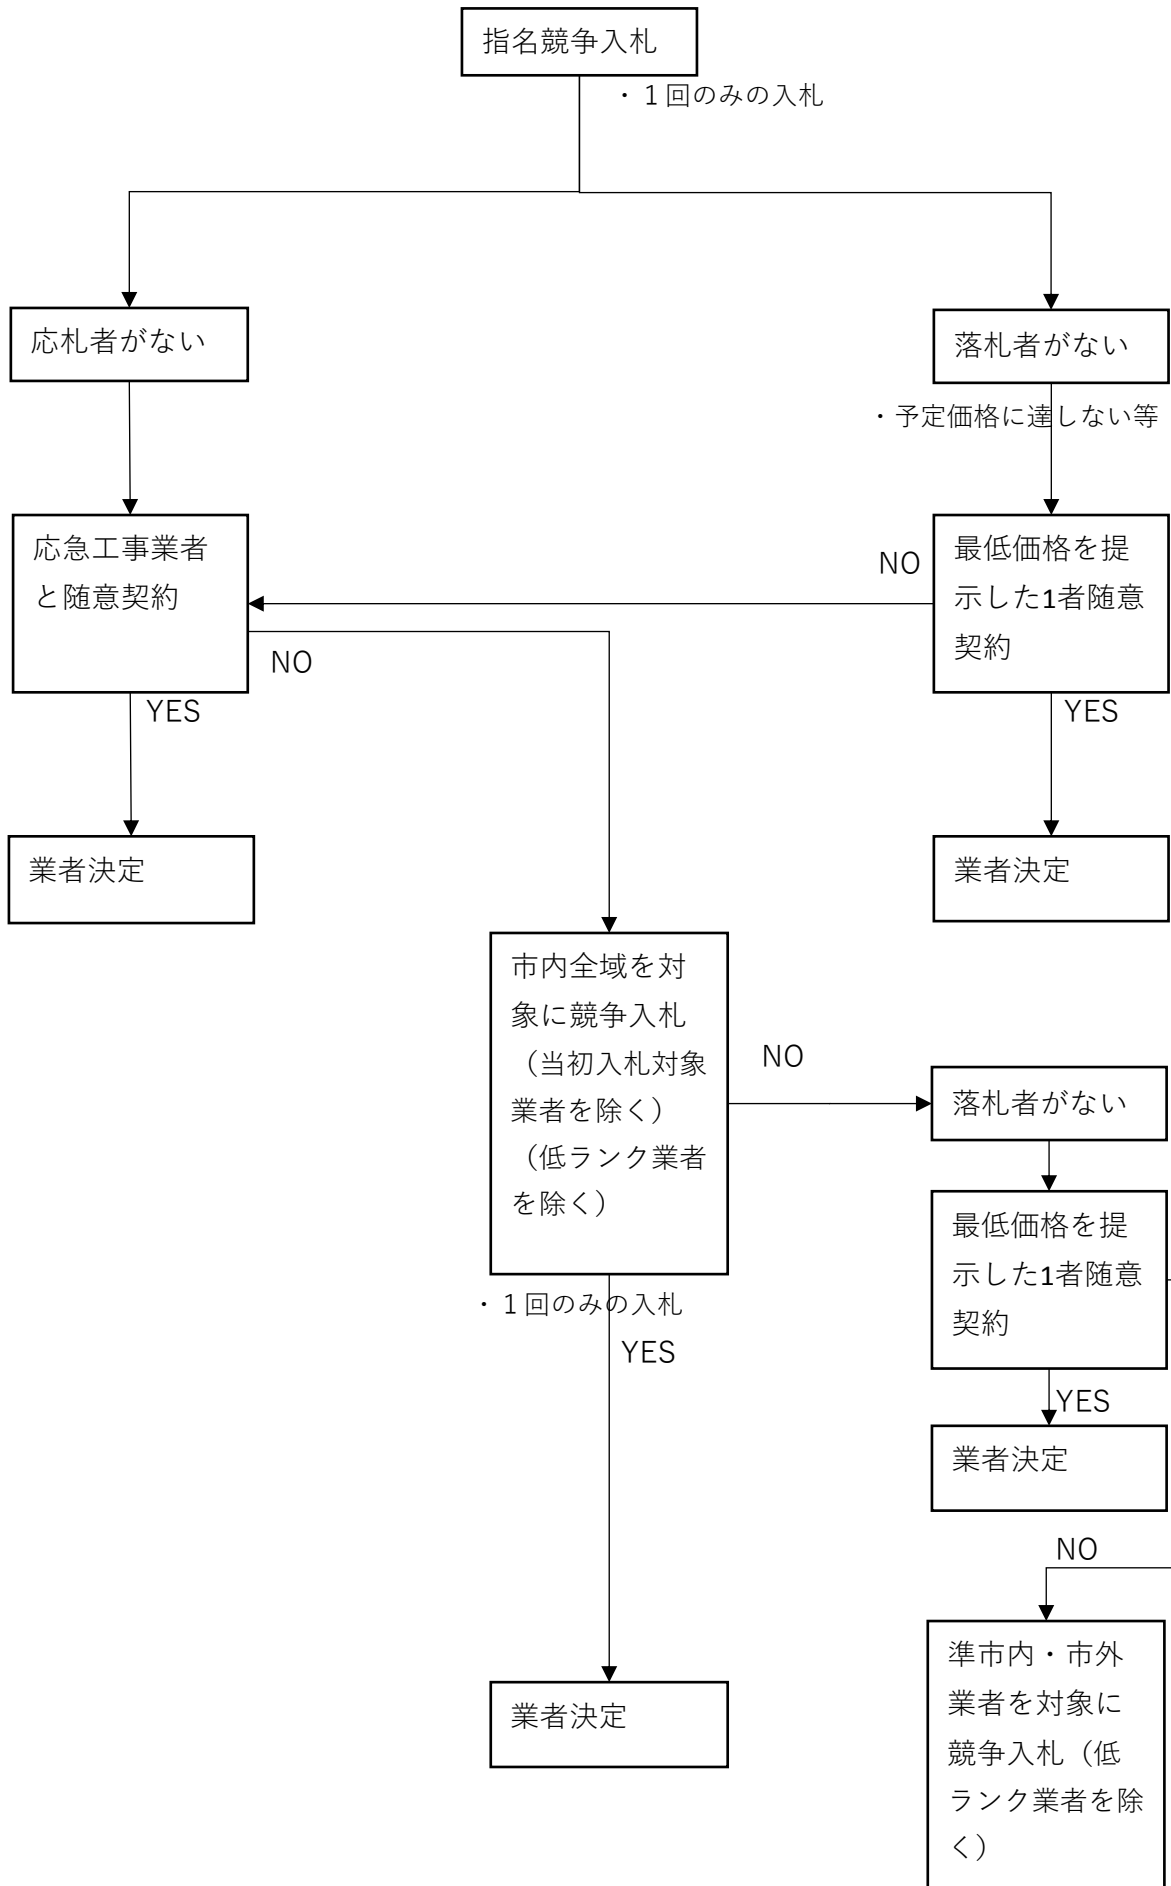 指名競争入札
・１回のみの入札
応札者がない
落札者がない
・予定価格に達しない等
応急工事業者
と随意契約
最低価格を提
示した1者随意
契約
NO
NO
YES
YES
業者決定
業者決定
市内全域を対
象に競争入札
（当初入札対象
業者を除く）
（低ランク業者
を除く）
NO
落札者がない
最低価格を提
示した1者随意
契約
・１回のみの入札
YES
YES
業者決定
NO
準市内・市外
業者を対象に
競争入札（低
ランク業者を除
く）
業者決定